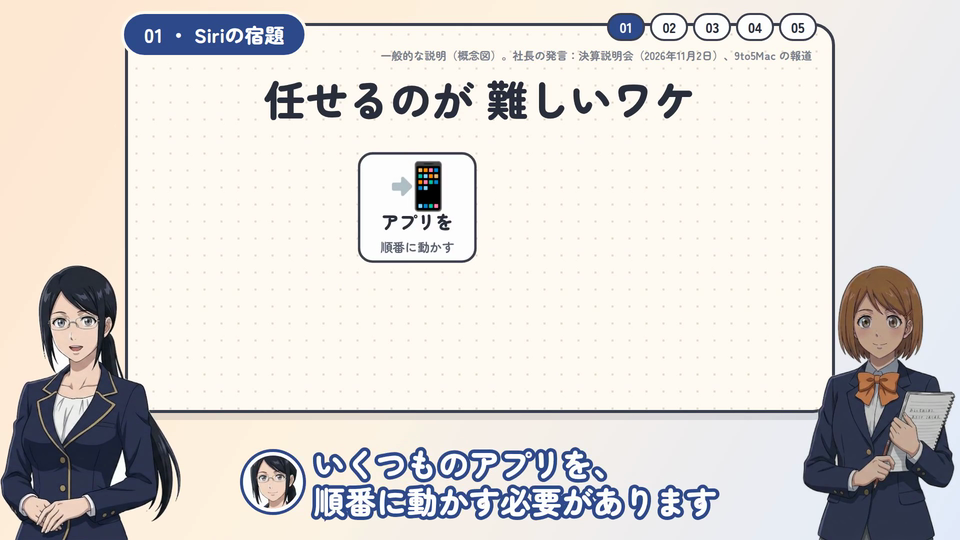 01 ・ Siriの宿題
01 02 03 04 05
一般的な説明（概念図）。社長の発言：決算説明会（2026年11月2日）、9to5Mac の報道
任せるのが 難しいワケ
アプリを
順番に動かす
いくつものアプリを、
順番に動かす必要があります